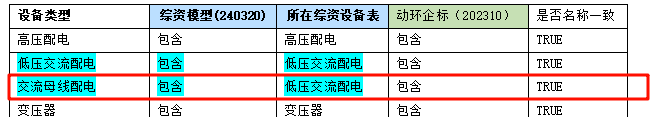 设备类型 综资模型(240320) 所在综资设备表 动环企标（202310） 是否名称一致
高压配电 包含 高压配电 包含 TRUE
低压交流配电 包含 低压交流配电 包含 TRUE
交流母线配电 包含 低压交流配电 包含 TRUE
变压器 包含 变压器 包含 TRUE